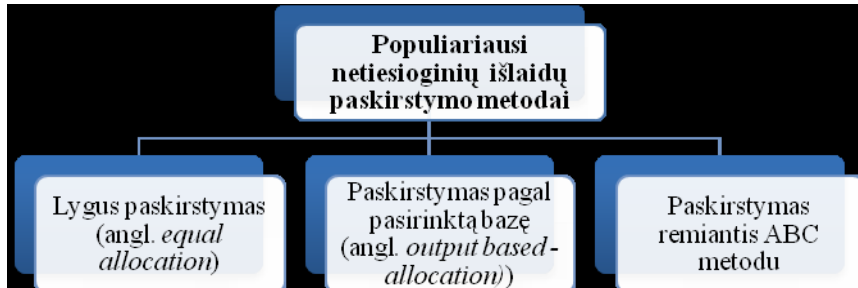 Populiariausi
netiesioginių išlaidų
paskirstymo metodai
Lygus paskirstymas
(angl. equal
allocation)
Paskirstymas pagal
pasirinktą bazę
(angl. output based-
allocation))
Paskirstymas
remiantis ABC
metodu